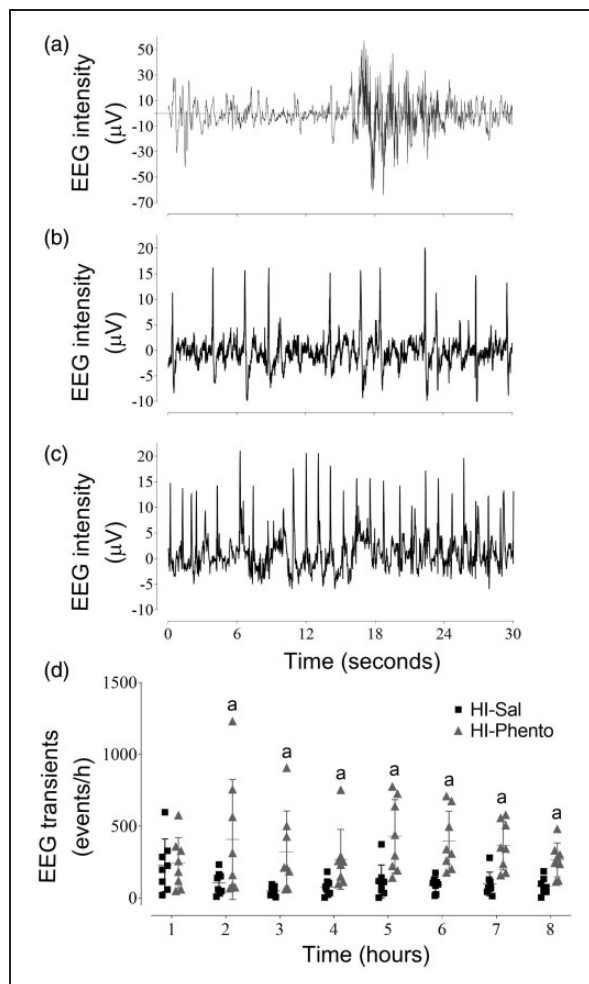 (a)
EEG intensity
(μV)
50
30
10
-10
-30
-50
-70
(b)
EEG intensity
(μV)
20
15
10
5
0
-5
-10
(c)
EEG intensity
(μV)
20
15
10
5
0
-5
-10
0 6 12 18 24 30
Time (seconds)
(d)
EEG transients
(events/h)
1500
1000
500
0
HI-Sal
HI-Phento
a a a a a a a
1 2 3 4 5 6 7 8
Time (hours)